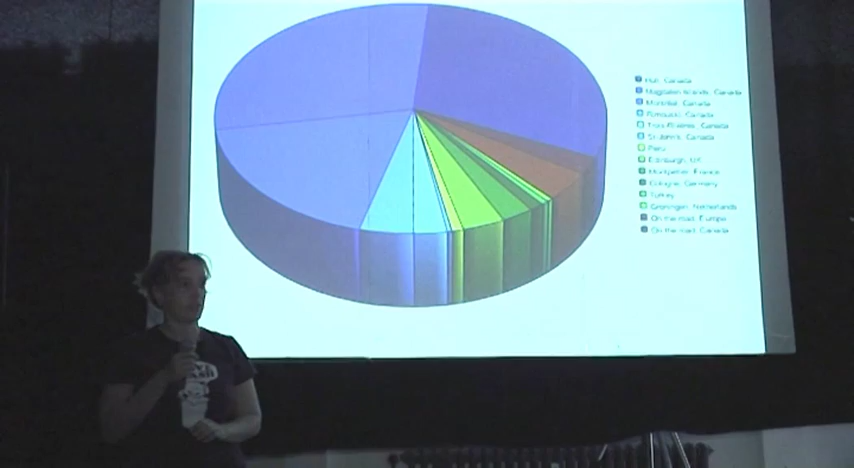 Hull, Canada
Magdalen Islands, Canada
Montréal, Canada
Rimouski, Canada
Trois-Rivières, Canada
St John's, Canada
Peru
Edinburgh, UK
Montpellier, France
Cologne, Germany
Turkey
Groningen, Netherlands
On the road, Europe
On the road, Canada